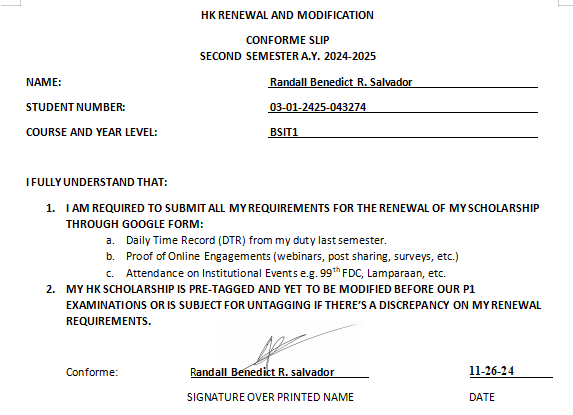 HK RENEWAL AND MODIFICATION
CONFORME SLIP
SECOND SEMESTER A.Y. 2024-2025
NAME: Randall Benedict R. Salvador
STUDENT NUMBER: 03-01-2425-043274
COURSE AND YEAR LEVEL: BSIT1
I FULLY UNDERSTAND THAT:
1. I AM REQUIRED TO SUBMIT ALL MY REQUIREMENTS FOR THE RENEWAL OF MY SCHOLARSHIP
THROUGH GOOGLE FORM:
a. Daily Time Record (DTR) from my duty last semester.
b. Proof of Online Engagements (webinars, post sharing, surveys, etc.)
c. Attendance on Institutional Events e.g. 99th FDC, Lamparaan, etc.
2. MY HK SCHOLARSHIP IS PRE-TAGGED AND YET TO BE MODIFIED BEFORE OUR P1
EXAMINATIONS OR IS SUBJECT FOR UNTAGGING IF THERE'S A DISCREPANCY ON MY RENEWAL
REQUIREMENTS.
Conforme: Randall Benedict R. salvador 11-26-24
SIGNATURE OVER PRINTED NAME DATE